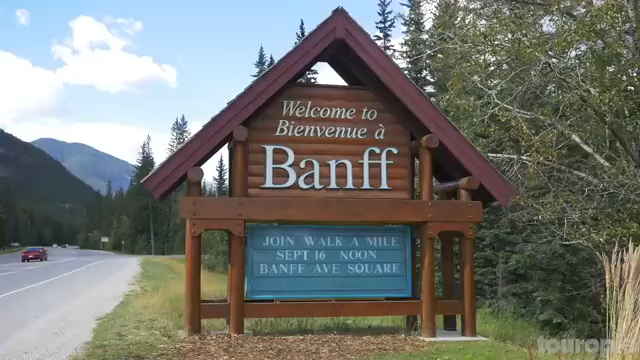 Welcome to
Bienvenue à
Banff
JOIN WALK A MILE
SEPT 16 NOON
BANFF AVE SQUARE